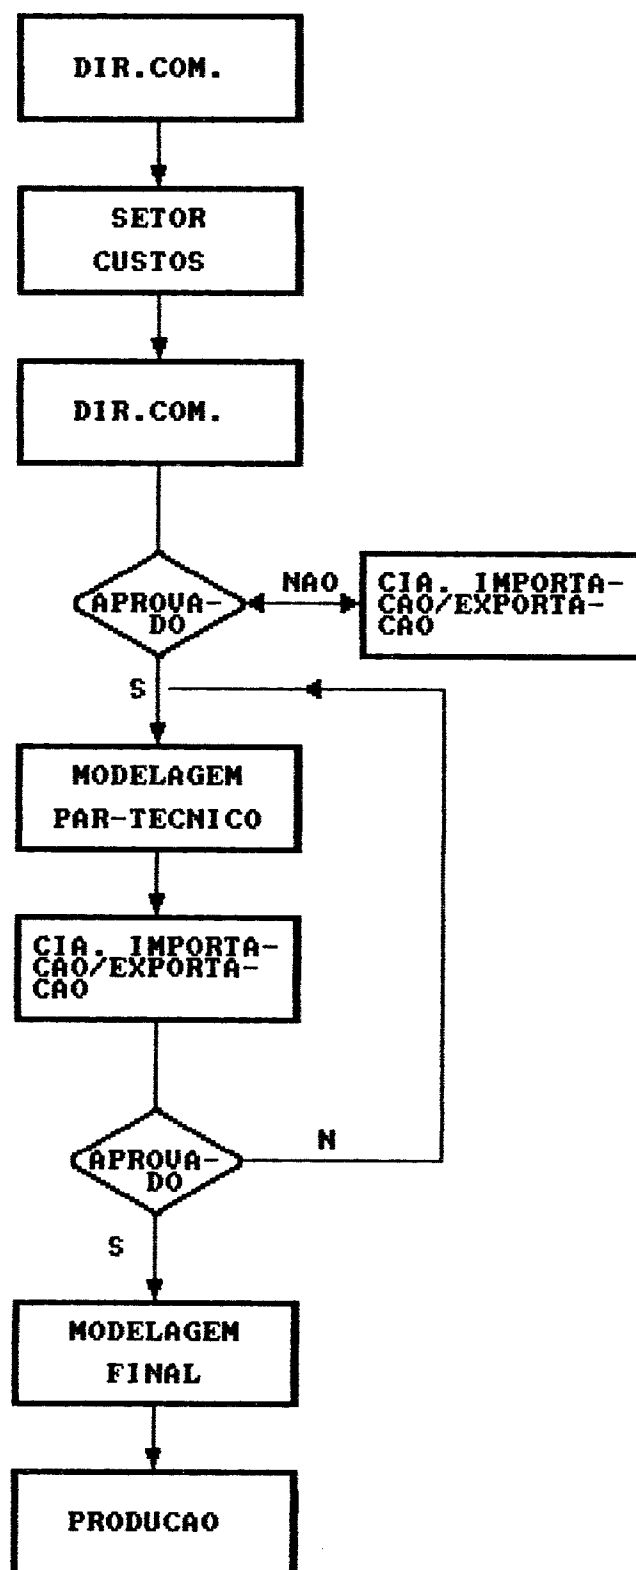 DIR.COM.
SETOR
CUSTOS
DIR.COM.
APROVA-
DO
NAO
CIA. IMPORTA-
CAO/EXPORTA-
CAO
S
MODELAGEM
PAR-TECNICO
CIA. IMPORTA-
CAO/EXPORTA-
CAO
APROVA-
DO
N
S
MODELAGEM
FINAL
PRODUCAO